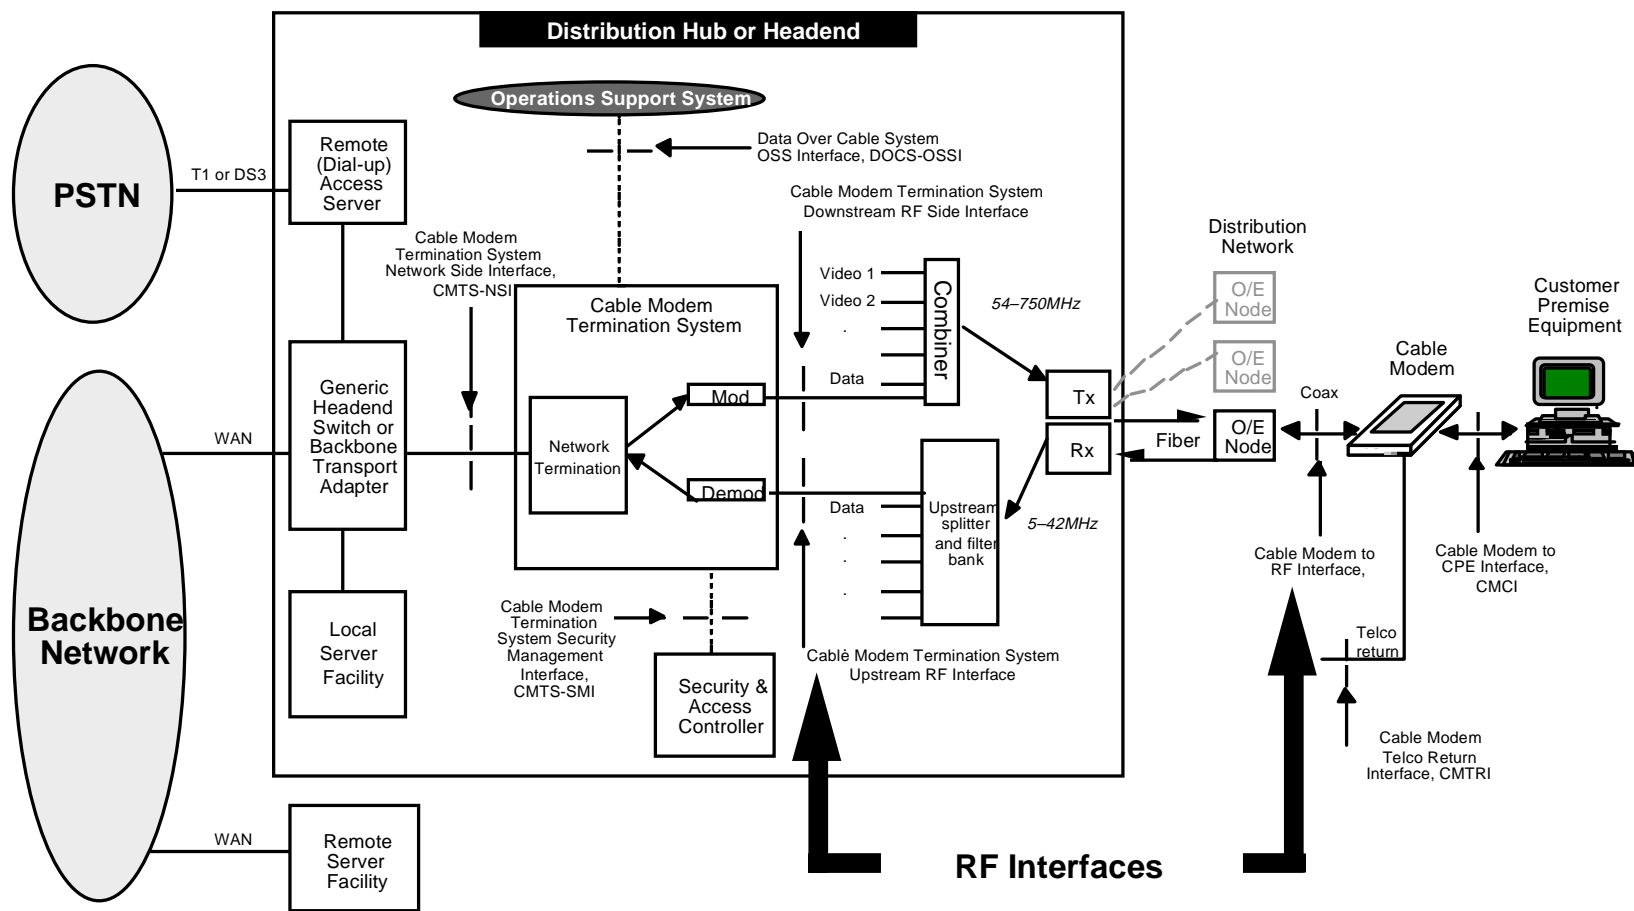 Distribution Hub or Headend
Operations Support System
PSTN
T1 or DS3
Remote
(Dial-up)
Access
Server
Data Over Cable System
OSS Interface, DOCS-OSSI
Cable Modem Termination System
Downstream RF Side Interface
Cable Modem
Termination System
Network Side Interface,
CMTS-NSI
Cable Modem
Termination System
Video 1
Video 2
.
Data
Combiner
54–750MHz
Distribution
Network
O/E
Node
O/E
Node
O/E
Node
Customer
Premise
Equipment
Cable
Modem
Coax
Tx
Rx
Fiber
Generic
Headend
Switch or
Backbone
Transport
Adapter
WAN
Network
Termination
Mod
Demod
Data
.
.
.
Upstream
splitter
and filter
bank
5–42MHz
Cable Modem to
RF Interface,
Cable Modem to
CPE Interface,
CMCI
Backbone
Network
Local
Server
Facility
Cable Modem
Termination
System Security
Management
Interface,
CMTS-SMI
Security &
Access
Controller
.
Cable Modem Termination System
Upstream RF Interface
Telco
return
Cable Modem
Telco Return
Interface, CMTRI
WAN
Remote
Server
Facility
RF Interfaces